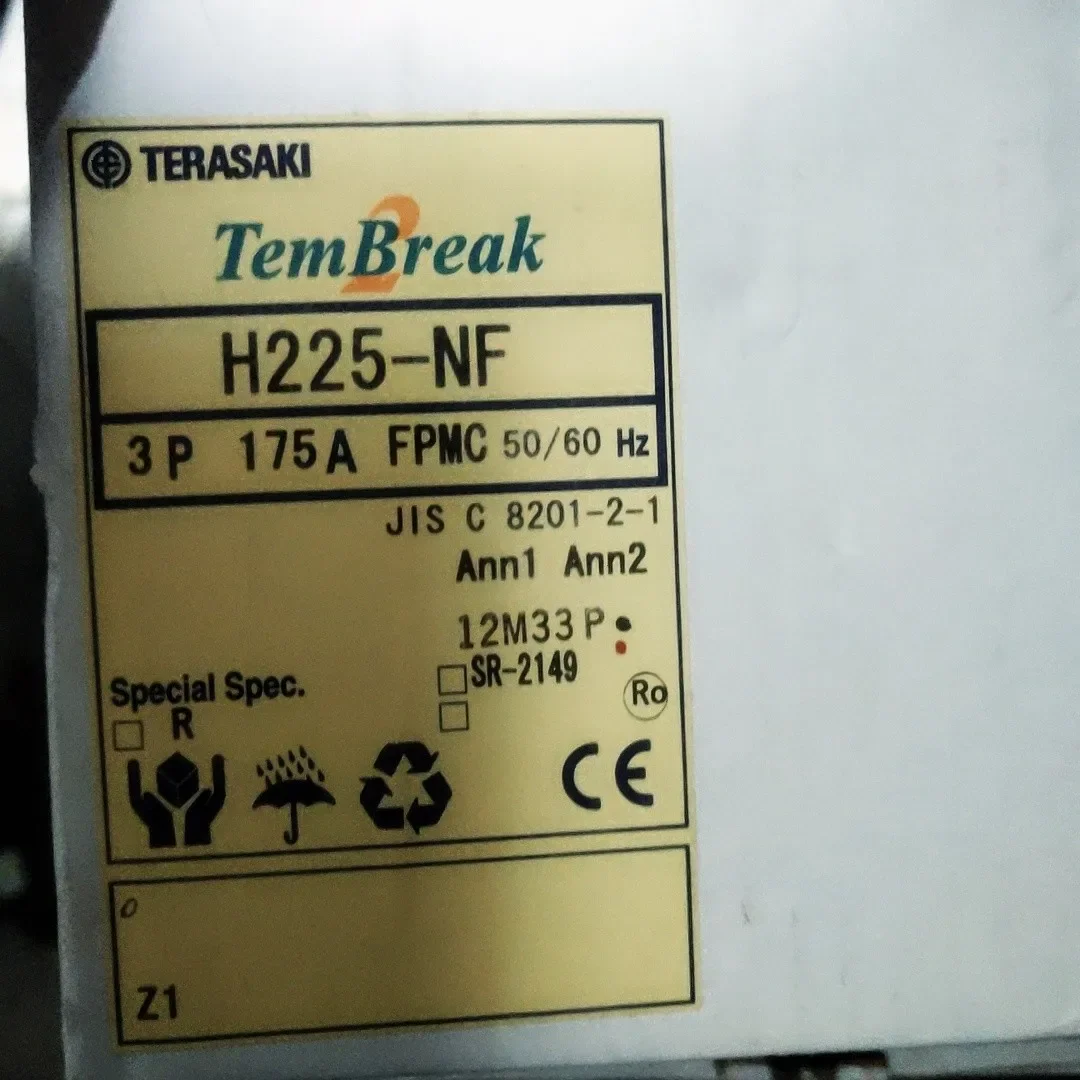 TERASAKI
TemBreak 2
H225-NF
3P 175A FPMC 50/60 Hz
JIS C 8201-2-1
Ann1 Ann2
12M33P
SR-2149
Special Spec.
Ro
R
CE
0
Z1